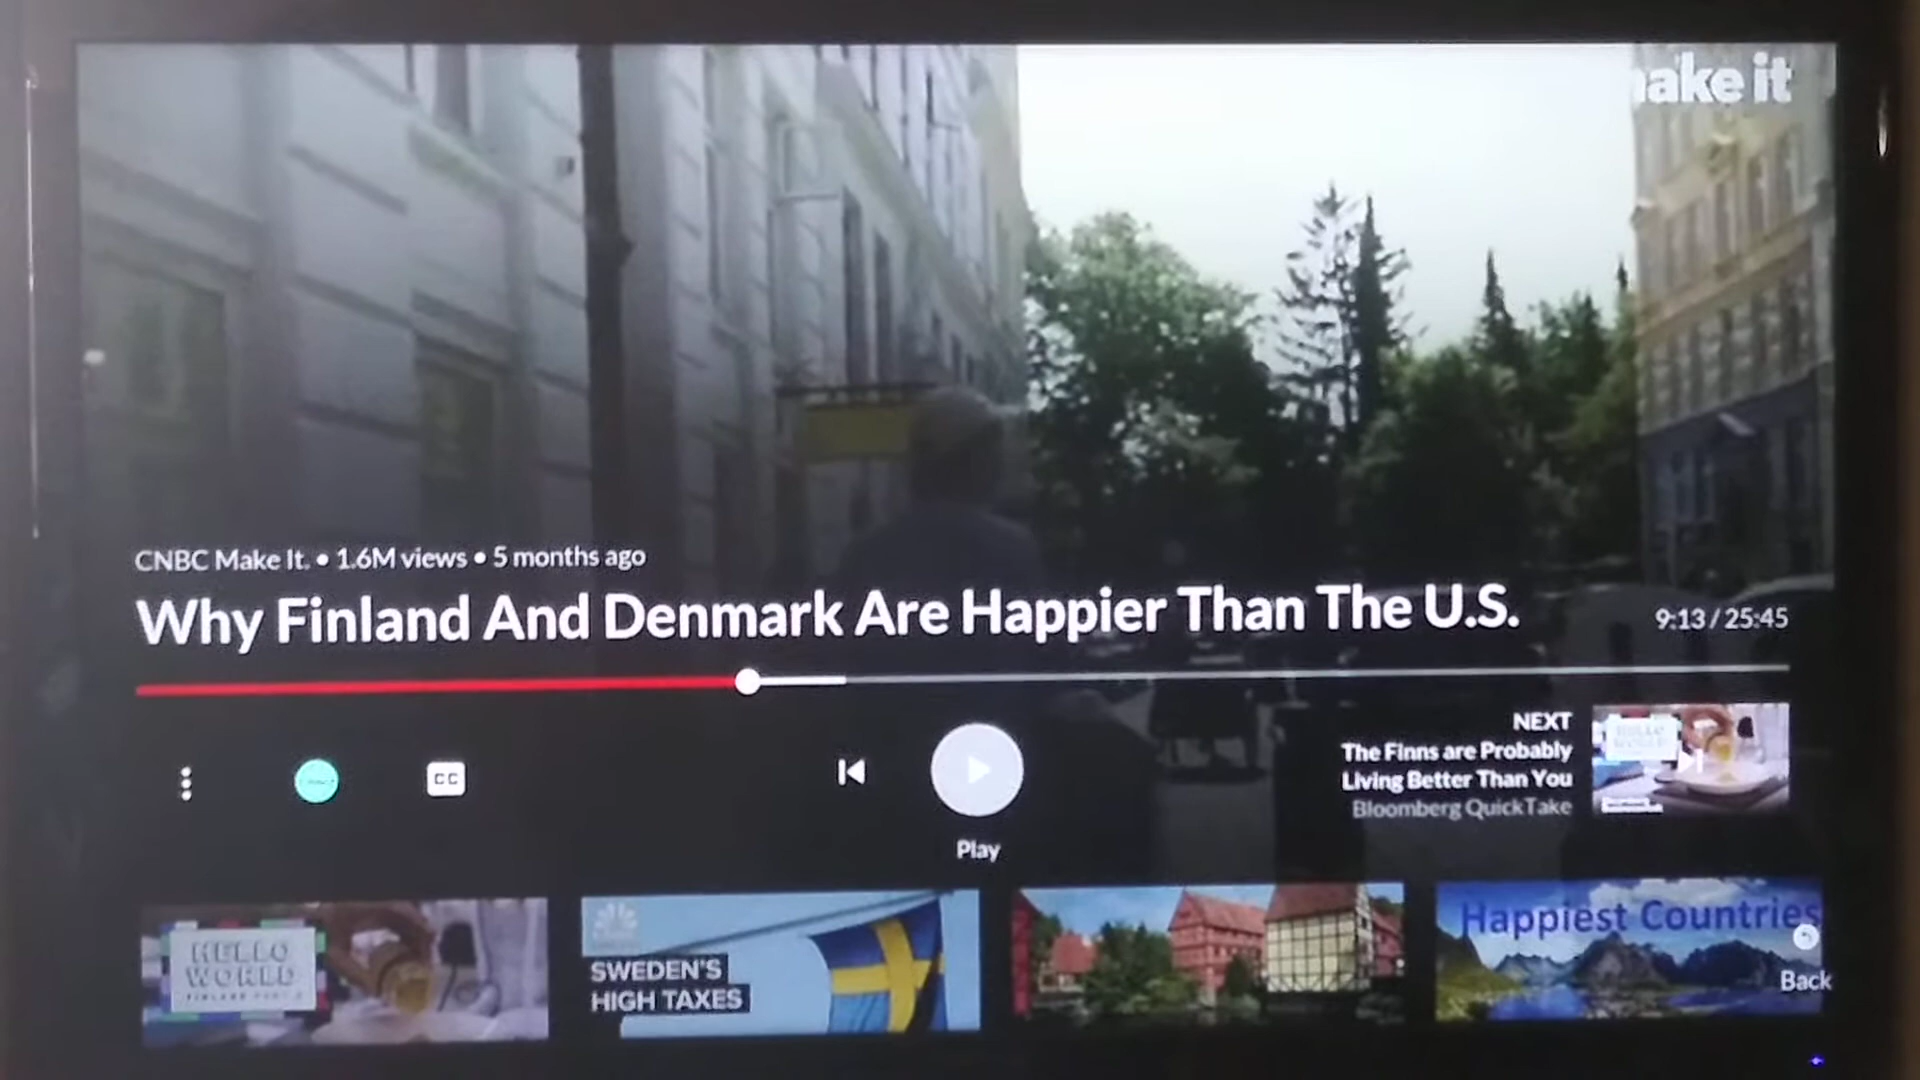 ake it
CNBC Make It. • 1.6M views • 5 months ago
Why Finland And Denmark Are Happier Than The U.S.
9:13 / 25:45
CC
NEXT
The Finns are Probably
Living Better Than You
Bloomberg QuickTake
Play
HELLO
WORLD
SWEDEN'S
HIGH TAXES
Happiest Countries
Back